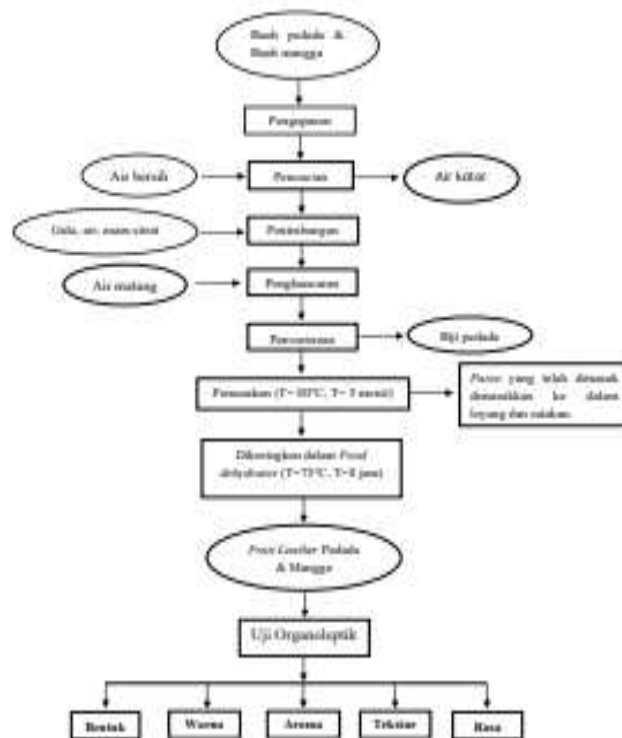 Buah pedada &
Buah mangga
Pengupasan
Air bersih
Pencucian
Air kotor
Gula, air, asam sitrat
Penimbangan
Air matang
Penghancuran
Penyaringan
Biji pedada
Pemasakan (T= 80°C, T= 5 menit)
Puree yang telah dimasak
dimasukkan ke dalam
loyang dan ratakan.
Dikeringkan dalam Food
dehydrator (T=75°C, T=8 jam)
Fruit Leather Pedada
& Mangga
Uji Organoleptik
Bentuk
Warna
Aroma
Tekstur
Rasa